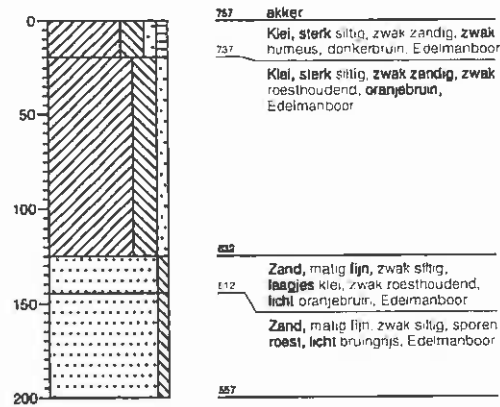 0
50
100
150
200
757 akker
Klei, sterk siltig, zwak zandig, zwak
humeus, donkerbruin, Edelmanboor
737
Klei, sterk siltig, zwak zandig, zwak
roesthoudend, oranjebruin,
Edelmanboor
632
Zand, matig fijn, zwak siltig,
laagjes klei, zwak roesthoudend,
licht oranjebruin, Edelmanboor
612
Zand, matig fijn, zwak siltig, sporen
roest, licht bruingrijs, Edelmanboor
557